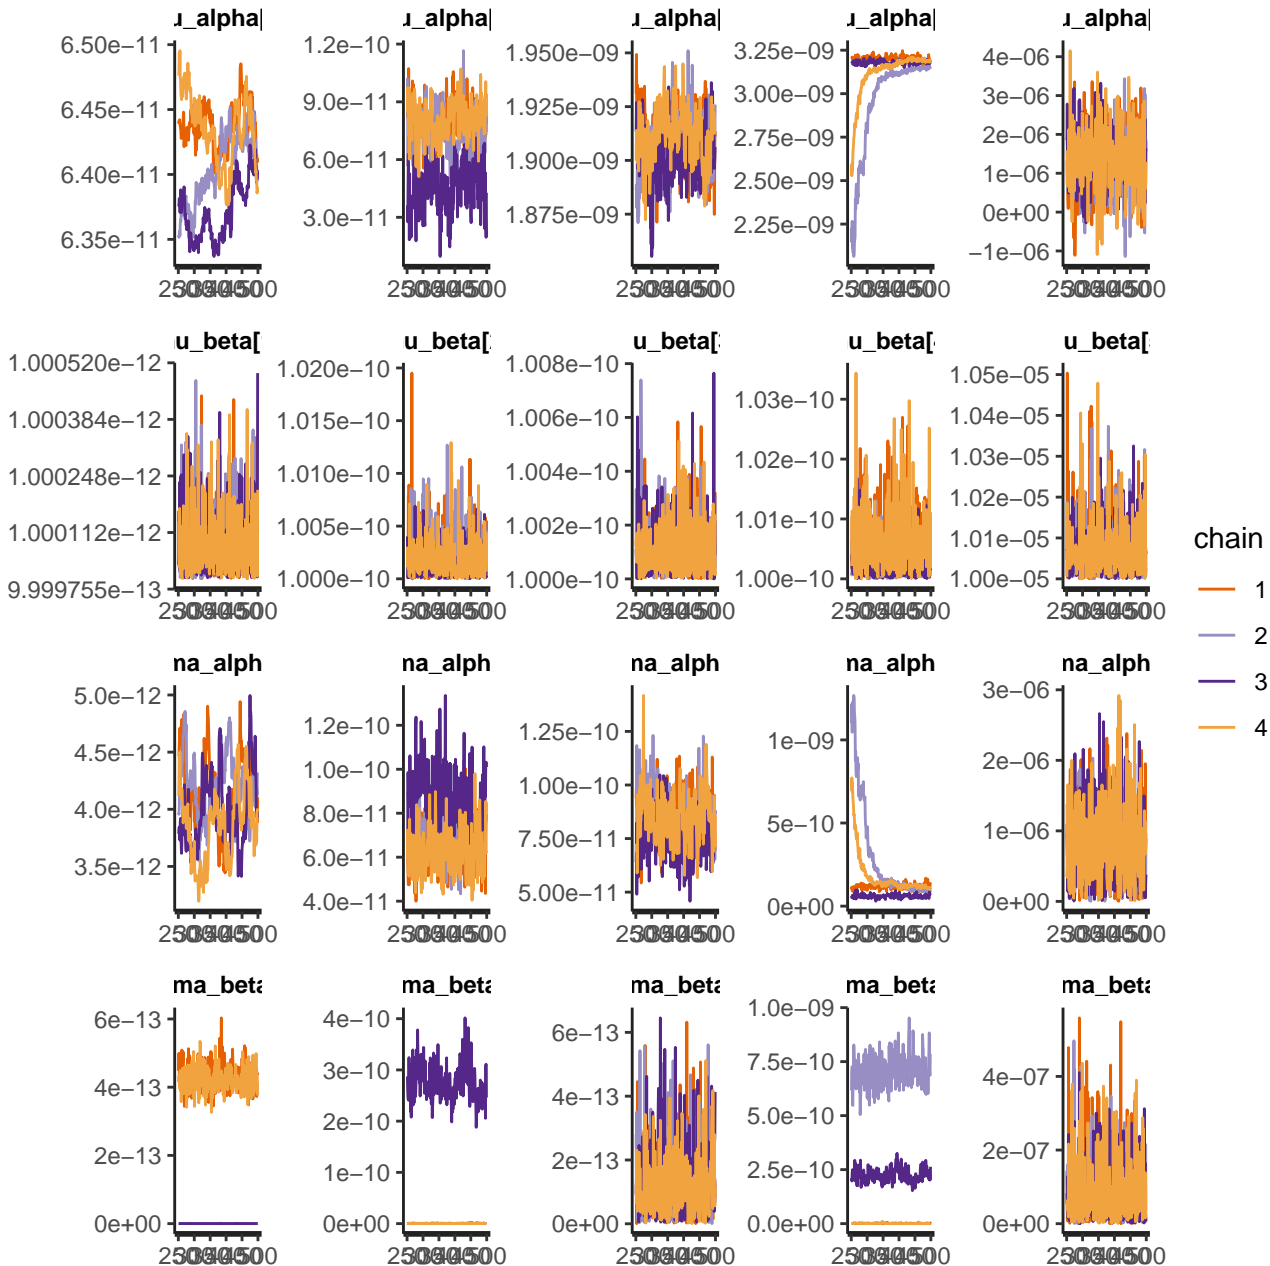 u_alpha[
u_alpha[
u_alpha[
u_alpha[
u_alpha[
6.50e−11
6.45e−11
6.40e−11
6.35e−11
1.2e−10
9.0e−11
6.0e−11
3.0e−11
1.950e−09
1.925e−09
1.900e−09
1.875e−09
3.25e−09
3.00e−09
2.75e−09
2.50e−09
2.25e−09
4e−06
3e−06
2e−06
1e−06
0e+00
−1e−06
u_beta[
u_beta[
u_beta[
u_beta[
u_beta[
1.000520e−12
1.000384e−12
1.000248e−12
1.000112e−12
9.999755e−13
1.020e−10
1.015e−10
1.010e−10
1.005e−10
1.000e−10
1.008e−10
1.006e−10
1.004e−10
1.002e−10
1.000e−10
1.03e−10
1.02e−10
1.01e−10
1.00e−10
1.05e−05
1.04e−05
1.03e−05
1.02e−05
1.01e−05
1.00e−05
ma_alph
ma_alph
ma_alph
ma_alph
ma_alph
5.0e−12
4.5e−12
4.0e−12
3.5e−12
1.2e−10
1.0e−10
8.0e−11
6.0e−11
4.0e−11
1.25e−10
1.00e−10
7.50e−11
5.00e−11
1e−09
5e−10
0e+00
3e−06
2e−06
1e−06
0e+00
ma_beta
ma_beta
ma_beta
ma_beta
ma_beta
6e−13
4e−13
2e−13
0e+00
4e−10
3e−10
2e−10
1e−10
0e+00
6e−13
4e−13
2e−13
0e+00
1.0e−09
7.5e−10
5.0e−10
2.5e−10
0.0e+00
4e−07
2e−07
0e+00
chain
1
2
3
4